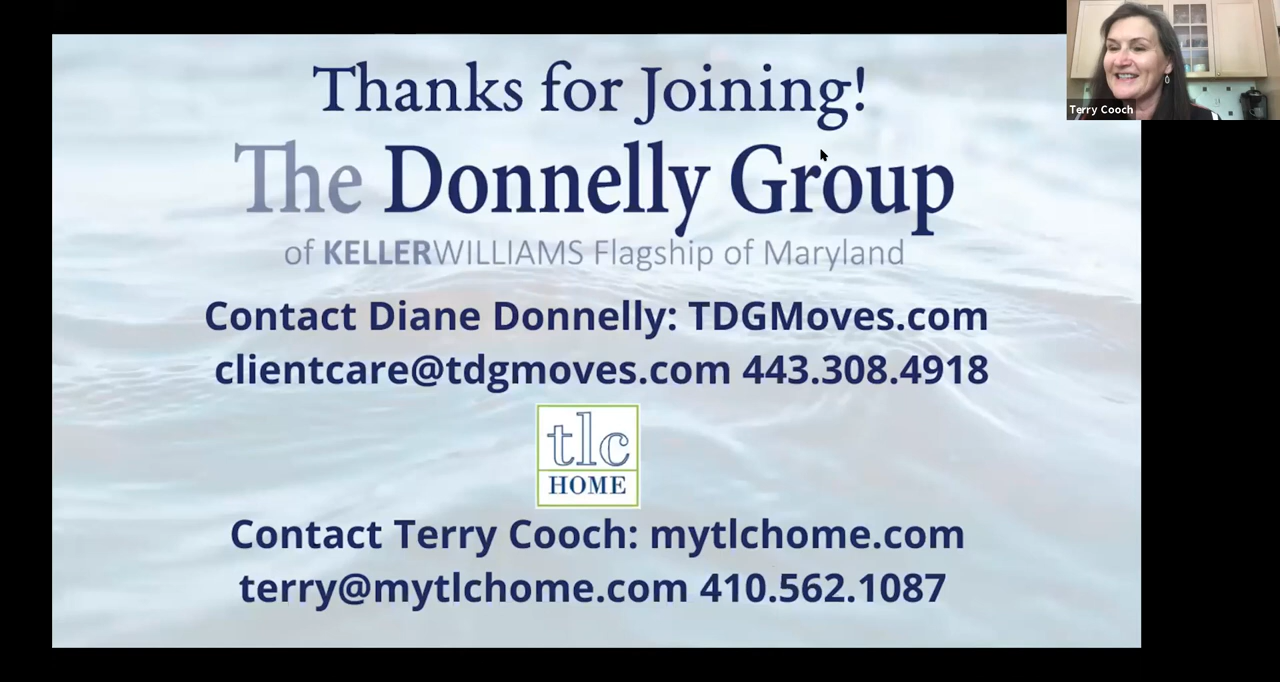 Thanks for Joining!
Terry Cooch
The Donnelly Group
of KELLERWILLIAMS Flagship of Maryland
Contact Diane Donnelly: TDGMoves.com
clientcare@tdgmoves.com 443.308.4918
tlc
HOME
Contact Terry Cooch: mytlchome.com
terry@mytlchome.com 410.562.1087